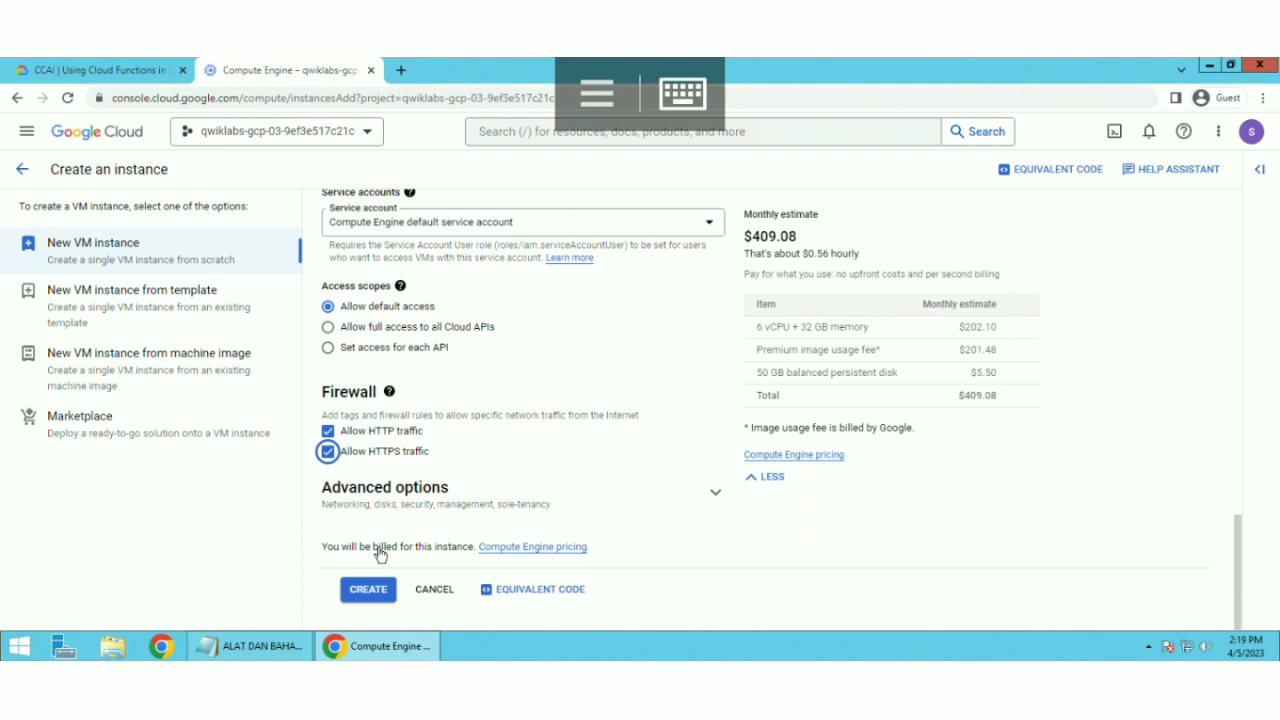 CCAI | Using Cloud Functions in
Compute Engine – qwiklabs-gcp
console.cloud.google.com/compute/instancesAdd?project=qwiklabs-gcp-03-9ef3e517c21c
Guest
Google Cloud
qwiklabs-gcp-03-9ef3e517c21c
Search (/) for resources, docs, products, and more
Search
S
Create an instance
EQUIVALENT CODE
HELP ASSISTANT
To create a VM instance, select one of the options:
New VM instance
Create a single VM instance from scratch
New VM instance from template
Create a single VM instance from an existing
template
New VM instance from machine image
Create a single VM instance from an existing
machine image
Marketplace
Deploy a ready-to-go solution onto a VM instance
Service accounts
Service account
Compute Engine default service account
Requires the Service Account User role (roles/iam.serviceAccountUser) to be set for users
who want to access VMs with this service account. Learn more
Access scopes
Allow default access
Allow full access to all Cloud APIs
Set access for each API
Firewall
Add tags and firewall rules to allow specific network traffic from the Internet
Allow HTTP traffic
Allow HTTPS traffic
Advanced options
Networking, disks, security, management, sole-tenancy
You will be billed for this instance. Compute Engine pricing
CREATE
CANCEL
EQUIVALENT CODE
Monthly estimate
$409.08
That's about $0.56 hourly
Pay for what you use: no upfront costs and per second billing
Item Monthly estimate
6 vCPU + 32 GB memory $202.10
Premium image usage fee* $201.48
50 GB balanced persistent disk $5.50
Total $409.08
* Image usage fee is billed by Google.
Compute Engine pricing
LESS
ALAT DAN BAHA...
Compute Engine ...
2:19 PM
4/5/2023